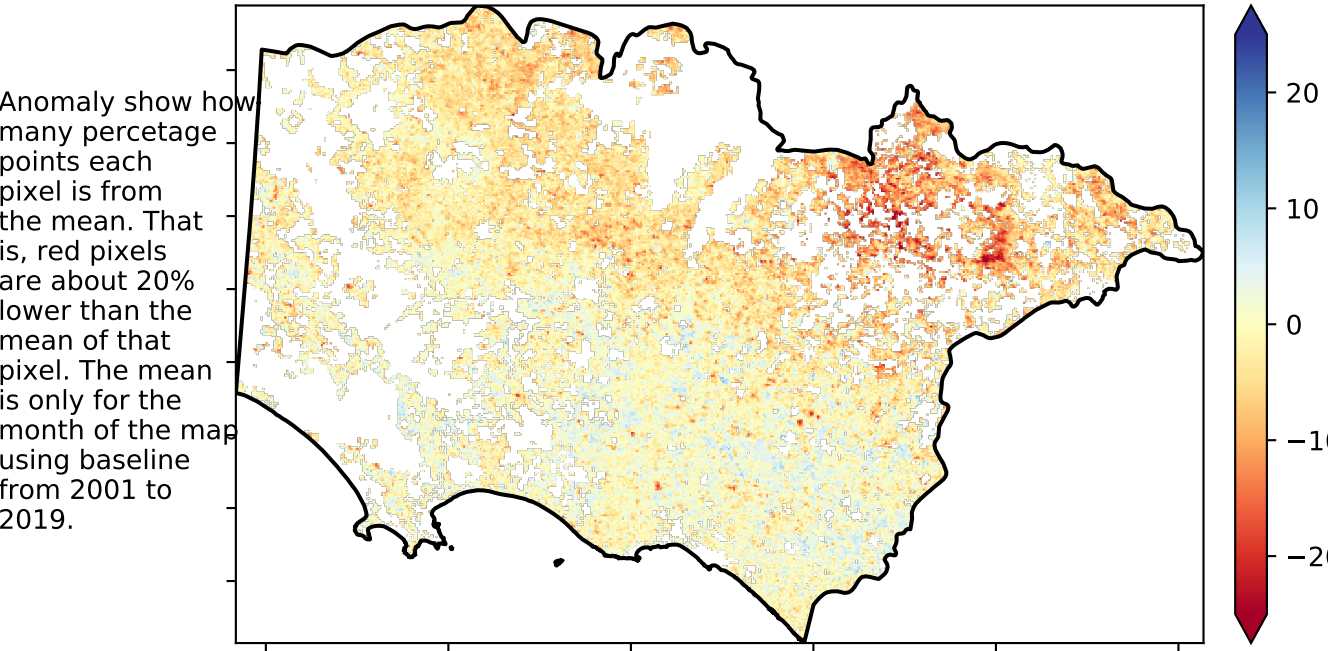 Anomaly show how
many percetage
points each
pixel is from
the mean. That
is, red pixels
are about 20%
lower than the
mean of that
pixel. The mean
is only for the
month of the map
using baseline
from 2001 to
2019.
20
10
0
−10
−20